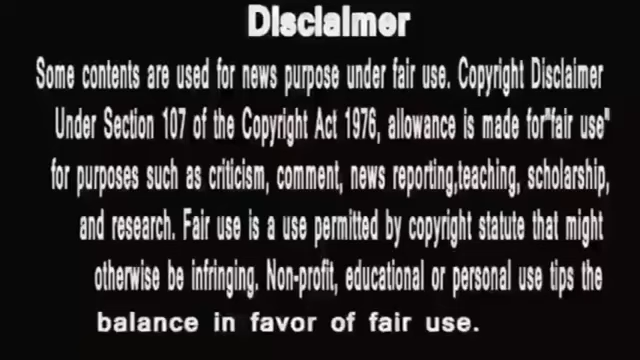 Disclaimer
Some contents are used for news purpose under fair use. Copyright Disclaimer
Under Section 107 of the Copyright Act 1976, allowance is made for"fair use"
for purposes such as criticism, comment, news reporting,teaching, scholarship,
and research. Fair use is a use permitted by copyright statute that might
otherwise be infringing. Non-profit, educational or personal use tips the
balance in favor of fair use.